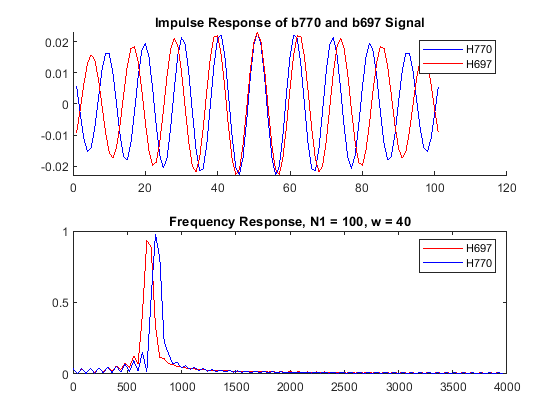 Impulse Response of b770 and b697 Signal
0.02
0.01
0
-0.01
-0.02
H770
H697
0 20 40 60 80 100 120
Frequency Response, N1 = 100, w = 40
1
0.5
0
H697
H770
0 500 1000 1500 2000 2500 3000 3500 4000